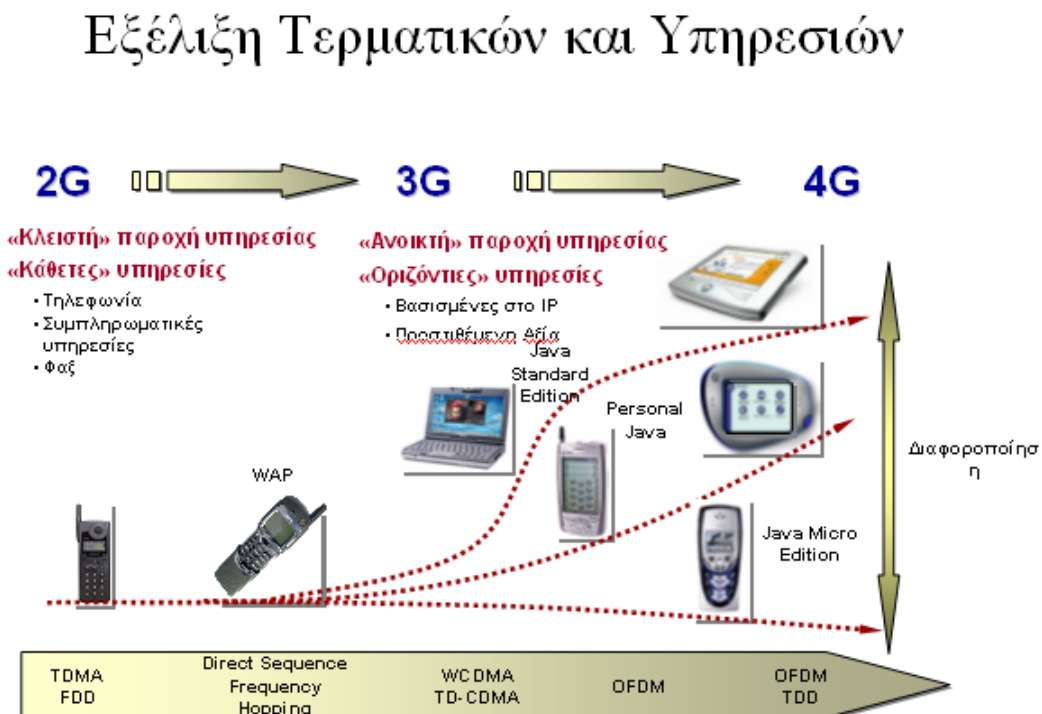 Εξέλιξη Τερματικών και Υπηρεσιών
2G
3G
4G
«Κλειστή» παροχή υπηρεσίας
«Κάθετες» υπηρεσίες
• Τηλεφωνία
• Συμπληρωματικές
υπηρεσίες
• Φαξ
«Ανοικτή» παροχή υπηρεσίας
«Οριζόντιες» υπηρεσίες
• Βασισμένες στο IP
• Προστιθέμενη Αξία
Java
Standard
Edition
Personal
Java
WAP
Java Micro
Edition
Διαφοροποίησ
η
TDMA
FDD
Direct Sequence
Frequency
Hopping
WCDMA
TD-CDMA
OFDM
OFDM
TDD